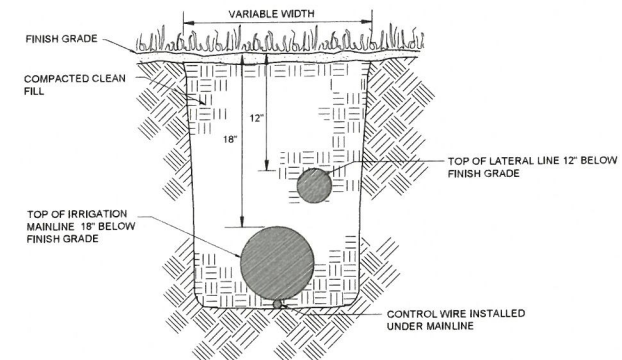 VARIABLE WIDTH
FINISH GRADE
COMPACTED CLEAN
FILL
12"
18"
TOP OF LATERAL LINE 12" BELOW
FINISH GRADE
TOP OF IRRIGATION
MAINLINE 18" BELOW
FINISH GRADE
CONTROL WIRE INSTALLED
UNDER MAINLINE